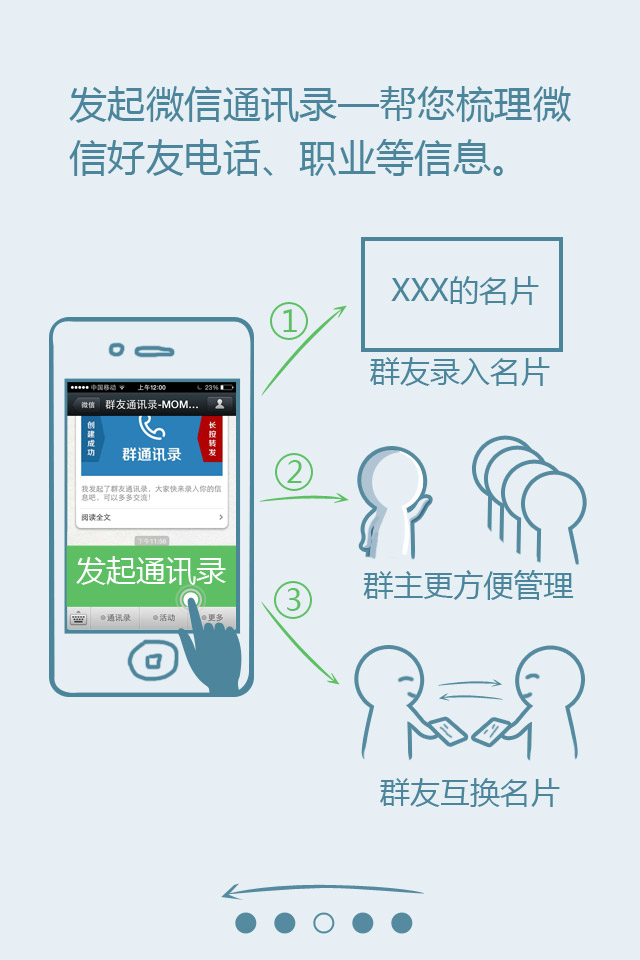 发起微信通讯录—帮您梳理微
信好友电话、职业等信息。
XXX的名片
①
群友录入名片
中国移动 上午12:00 23%
微信 群友通讯录-MOM...
创建成功
长按转发
群通讯录
②
我发起了群友通讯录，大家快来录入你的信
息吧，可以多多交流！
阅读全文
下午11:56
发起通讯录
群主更方便管理
③
通讯录 活动 更多
群友互换名片